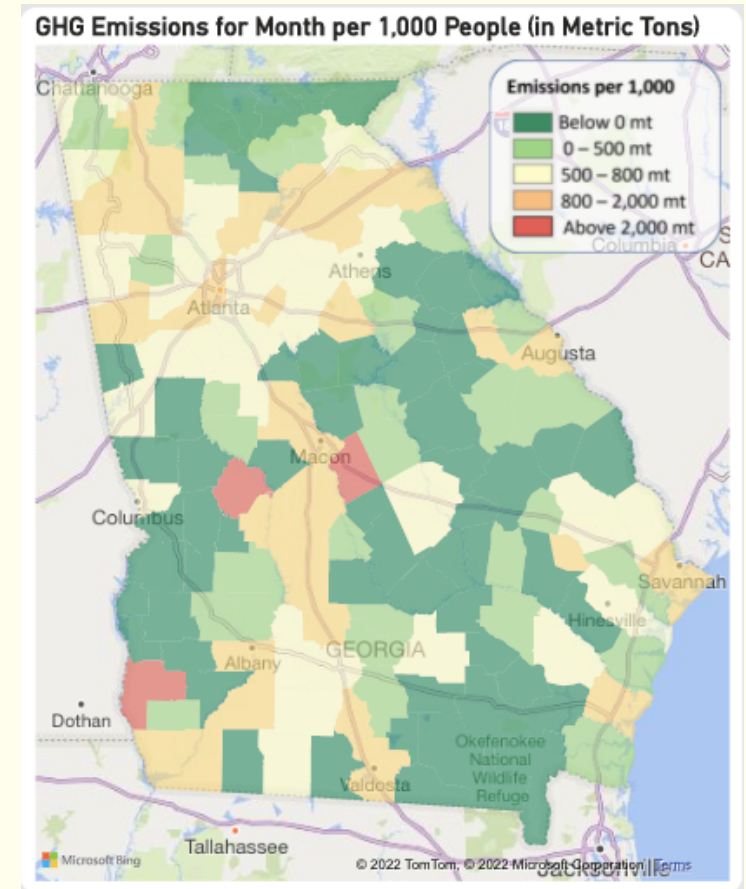 GHG Emissions for Month per 1,000 People (in Metric Tons)
Chattanooga
Emissions per 1,000
Below 0 mt
0 – 500 mt
500 – 800 mt
800 – 2,000 mt
Above 2,000 mt
Columbia
S
CA
Athens
Atlanta
Augusta
Macon
Columbus
Savannah
Hinesville
GEORGIA
Albany
Dothan
Okefenokee
National
Wildlife
Refuge
Valdosta
Tallahassee
Jacksonville
Microsoft Bing
© 2022 TomTom, © 2022 Microsoft Corporation Terms